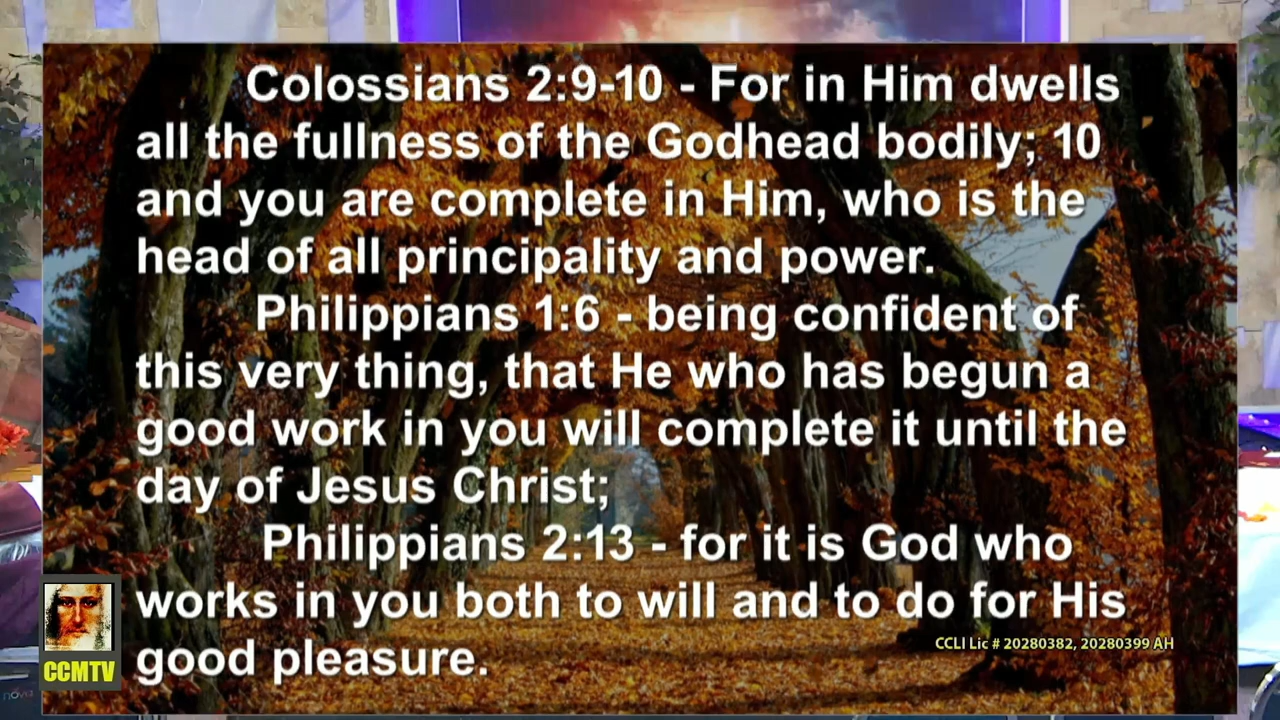 Colossians 2:9-10 - For in Him dwells
all the fullness of the Godhead bodily; 10
and you are complete in Him, who is the
head of all principality and power.
Philippians 1:6 - being confident of
this very thing, that He who has begun a
good work in you will complete it until the
day of Jesus Christ;
Philippians 2:13 - for it is God who
works in you both to will and to do for His
good pleasure.
CCLI Lic # 20280382, 20280399 AH
CCMTV
nova